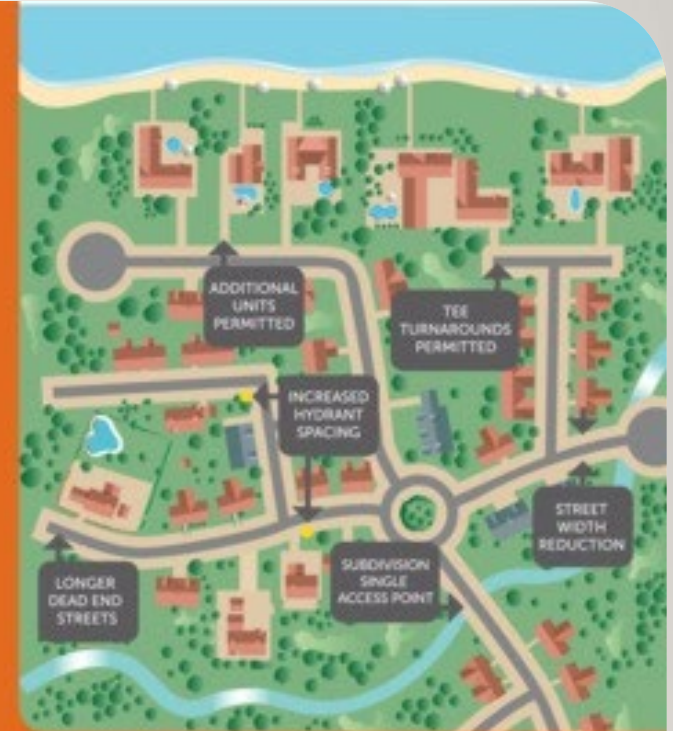 ADDITIONAL
UNITS
PERMITTED
TEE
TURNAROUNDS
PERMITTED
INCREASED
HYDRANT
SPACING
STREET
WIDTH
REDUCTION
SUBDIVISION
SINGLE
ACCESS POINT
LONGER
DEAD END
STREETS